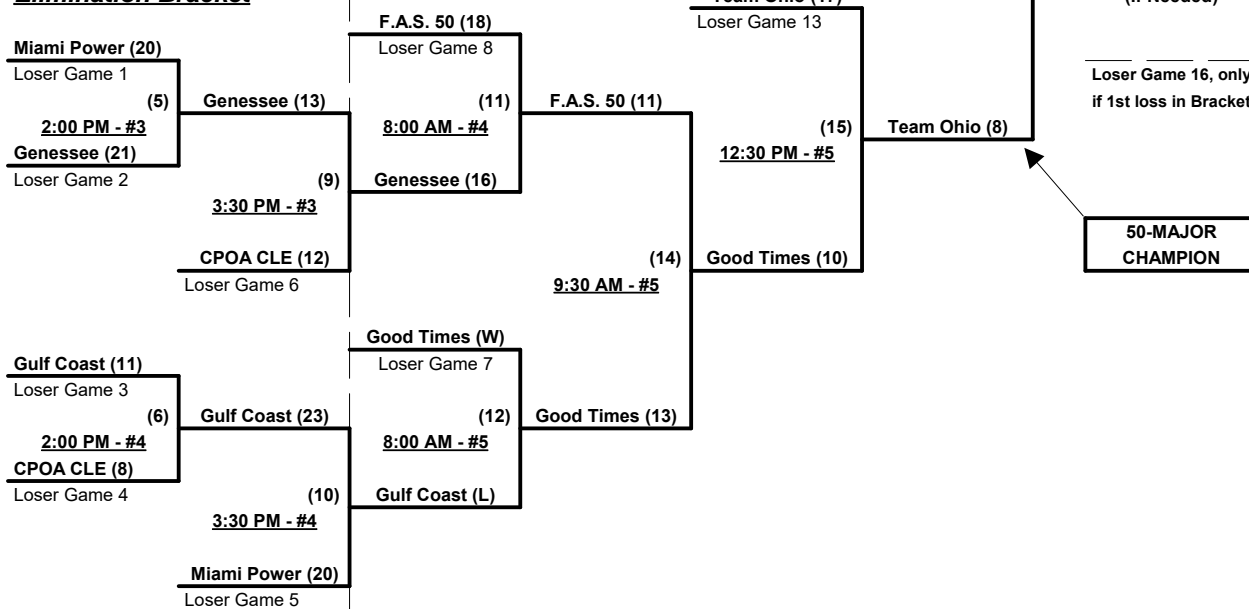 Elimination Bracket
Miami Power (20)
Loser Game 1
(5)
2:00 PM - #3
Genessee (21)
Loser Game 2
Genessee (13)
(9)
3:30 PM - #3
CPOA CLE (12)
Loser Game 6
Gulf Coast (11)
Loser Game 3
(6)
2:00 PM - #4
CPOA CLE (8)
Loser Game 4
Gulf Coast (23)
(10)
3:30 PM - #4
Miami Power (20)
Loser Game 5
F.A.S. 50 (18)
Loser Game 8
(11)
8:00 AM - #4
Genessee (16)
Good Times (W)
Loser Game 7
(12)
8:00 AM - #5
Gulf Coast (L)
F.A.S. 50 (11)
(14)
9:30 AM - #5
Good Times (13)
Team Ohio (17)
Loser Game 13
(15)
12:30 PM - #5
Good Times (10)
Team Ohio (8)
(If Needed)
Loser Game 16, only
if 1st loss in Bracket
50-MAJOR
CHAMPION